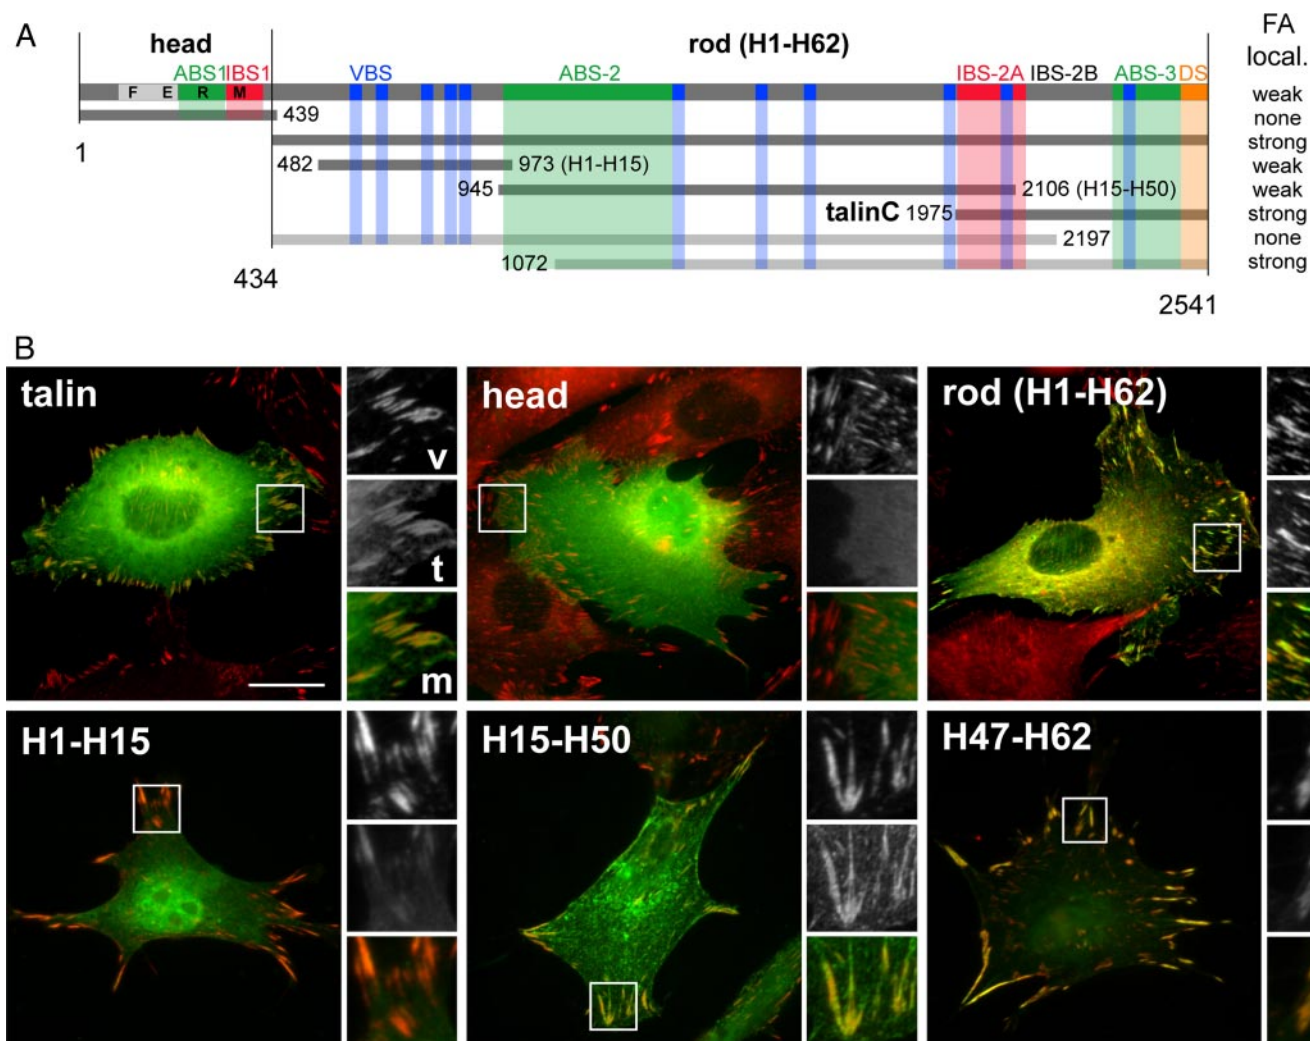 A
head
rod (H1-H62)
FA
local.
ABS1 IBS1 VBS ABS-2 IBS-2A IBS-2B ABS-3 DS
F E R M weak
439 none
1 strong
482 973 (H1-H15) weak
945 2106 (H15-H50) weak
talinC 1975 strong
2197 none
1072 strong
434
2541
B
talin
v
t
m
head
rod (H1-H62)
H1-H15
H15-H50
H47-H62